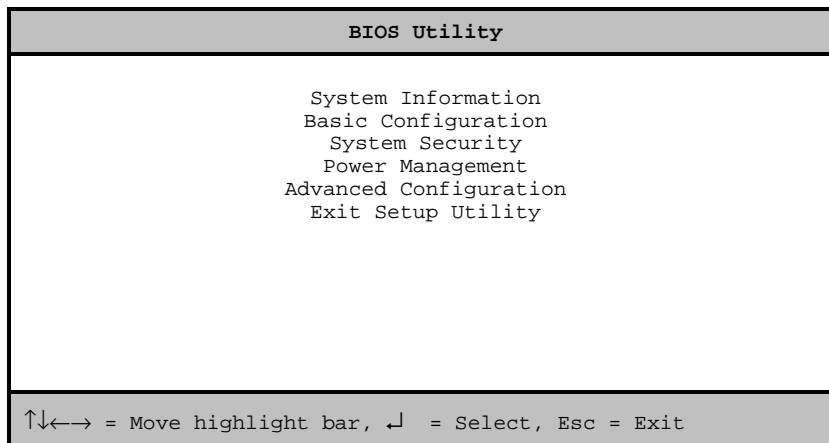 BIOS Utility
System Information
Basic Configuration
System Security
Power Management
Advanced Configuration
Exit Setup Utility
↑↓←→ = Move highlight bar, ↵ = Select, Esc = Exit